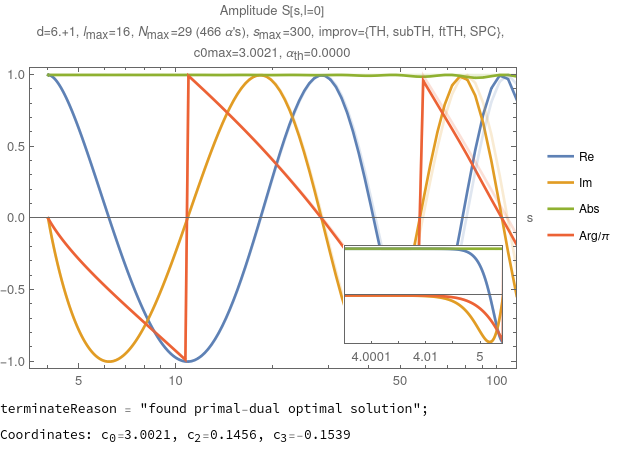 Amplitude S[s,l=0]
d=6.+1, lmax=16, Nmax=29 (466 α's), smax=300, improv={TH, subTH, ftTH, SPC},
c0max=3.0021, αth=0.0000
1.0
0.5
0.0
-0.5
-1.0
5
10
50
100
s
4.0001
4.01
5
Re
Im
Abs
Arg/π
terminateReason = "found primal-dual optimal solution";
Coordinates: c0=3.0021, c2=0.1456, c3=-0.1539